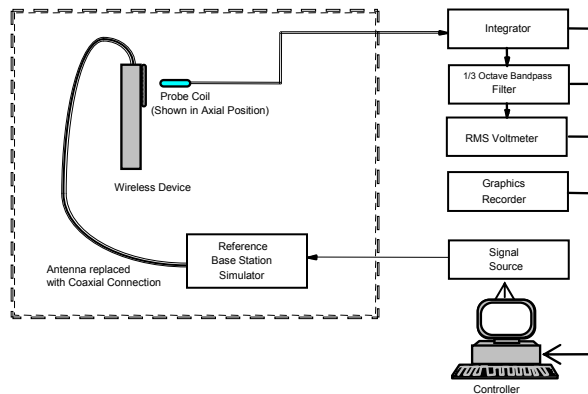 Integrator
1/3 Octave Bandpass
Filter
RMS Voltmeter
Graphics
Recorder
Probe Coil
(Shown in Axial Position)
Wireless Device
Reference
Base Station
Simulator
Antenna replaced
with Coaxial Connection
Signal
Source
Controller